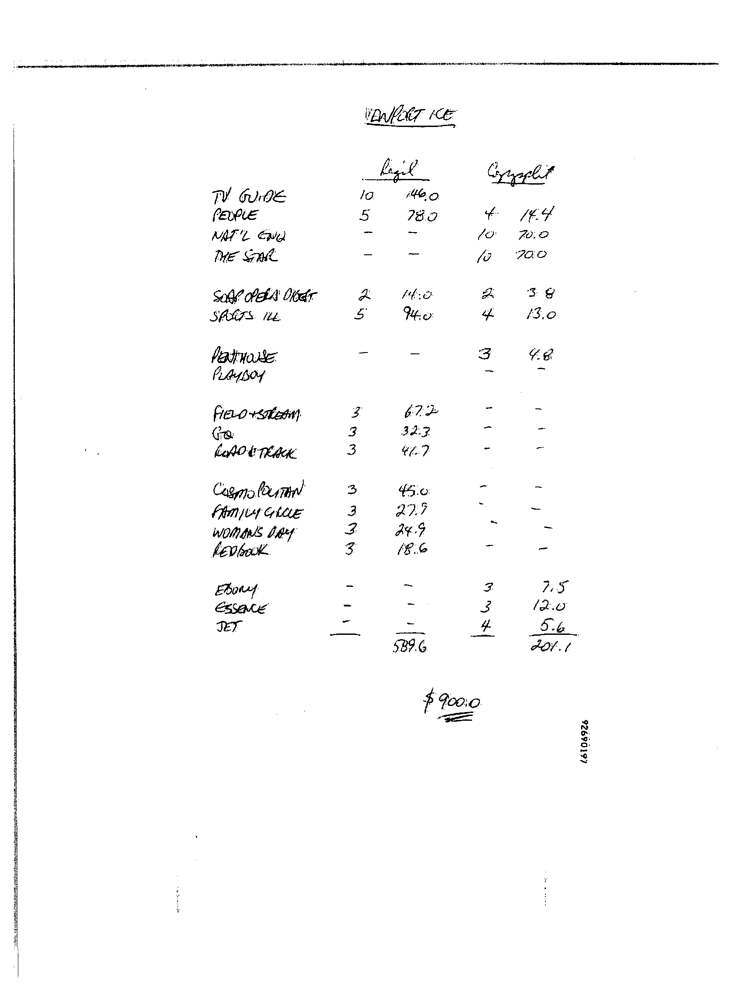 NEWPORT ICE
Reg'l Copysplit
TV GUIDE 10 146.0
PEOPLE 5 78.0 4 14.4
NAT'L ENQ - - 10 70.0
THE STAR - - 10 70.0
SOAP OPERA DIGEST 2 14.0 2 3 8
SPORTS ILL 5 94.0 4 13.0
PENTHOUSE - - 3 4.8
PLAYBOY - -
FIELD + STREAM 3 67.2 - -
GQ 3 32.3 - -
ROAD & TRACK 3 41.7 - -
COSMOPOLITAN 3 45.0 - -
FAMILY CIRCLE 3 27.9 - -
WOMANS DAY 3 24.9 - -
REDBOOK 3 18.6 - -
EBONY - - 3 7.5
ESSENCE - - 3 12.0
JET - - 4 5.6
589.6 201.1
$900.0
92690197